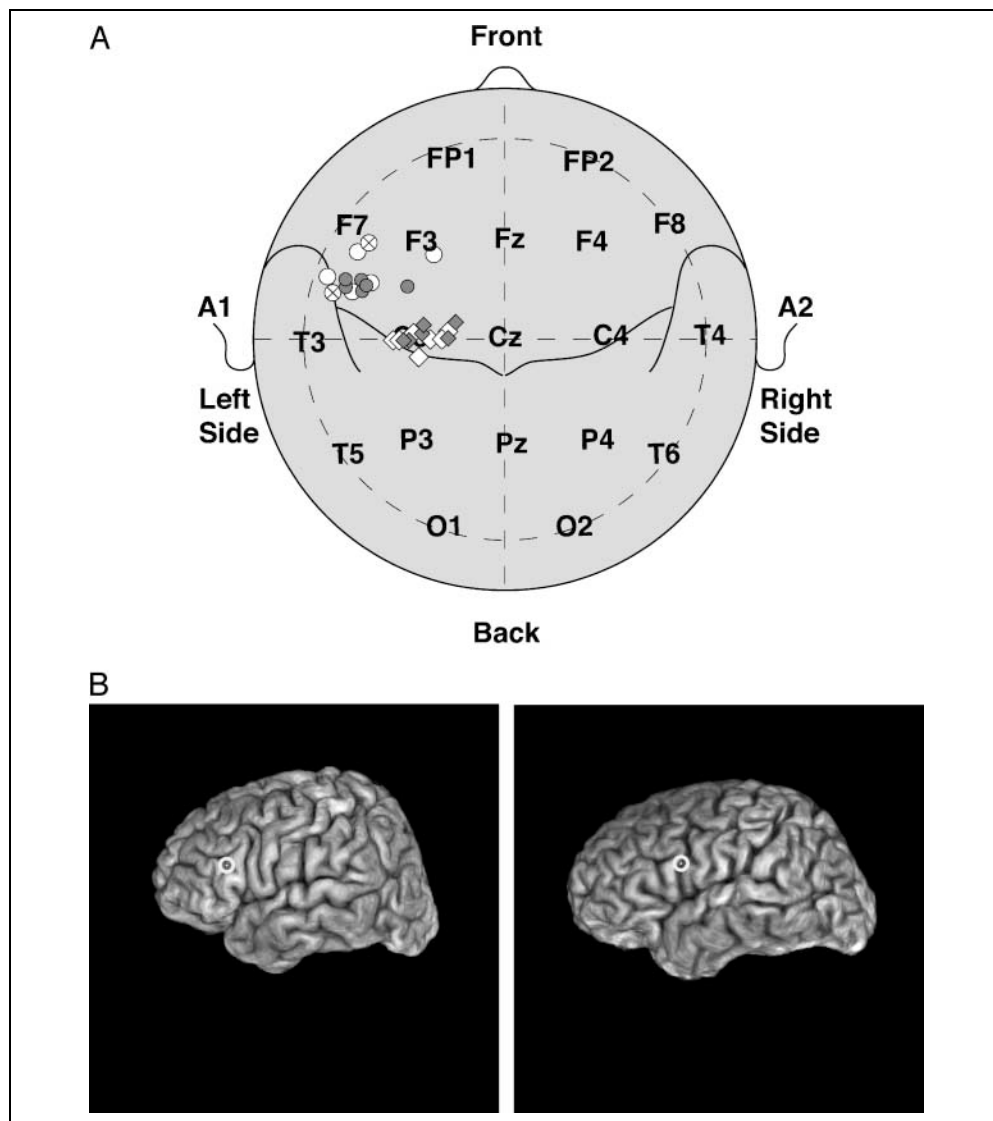 A
Front
FP1 FP2
F7 F3 Fz F4 F8
A1 A2
T3 Cz C4 T4
Left Side
Right Side
T5 P3 Pz P4 T6
O1 O2
Back
B